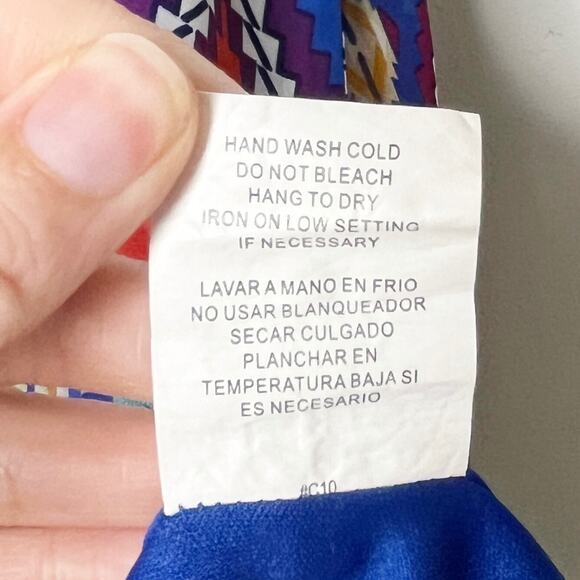 HAND WASH COLD
DO NOT BLEACH
HANG TO DRY
IRON ON LOW SETTING
IF NECESSARY
LAVAR A MANO EN FRIO
NO USAR BLANQUEADOR
SECAR CULGADO
PLANCHAR EN
TEMPERATURA BAJA SI
ES NECESARIO
#C10